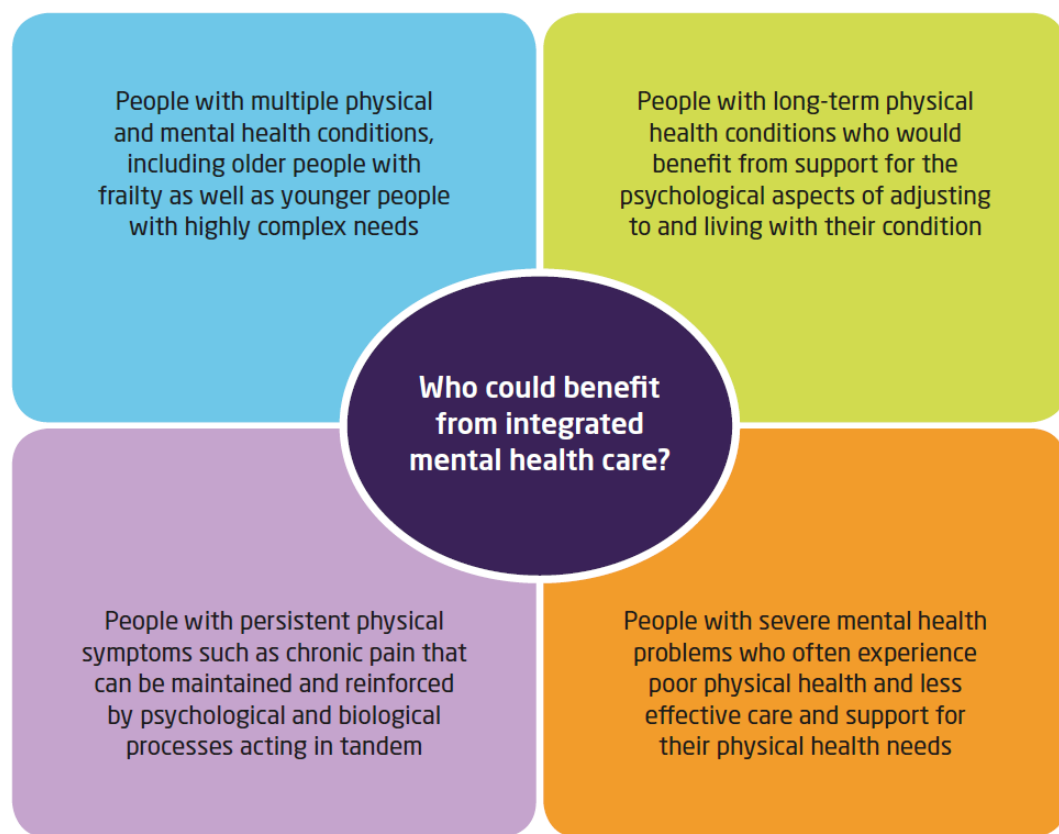 People with multiple physical
and mental health conditions,
including older people with
frailty as well as younger people
with highly complex needs
People with long-term physical
health conditions who would
benefit from support for the
psychological aspects of adjusting
to and living with their condition
Who could benefit
from integrated
mental health care?
People with persistent physical
symptoms such as chronic pain that
can be maintained and reinforced
by psychological and biological
processes acting in tandem
People with severe mental health
problems who often experience
poor physical health and less
effective care and support for
their physical health needs